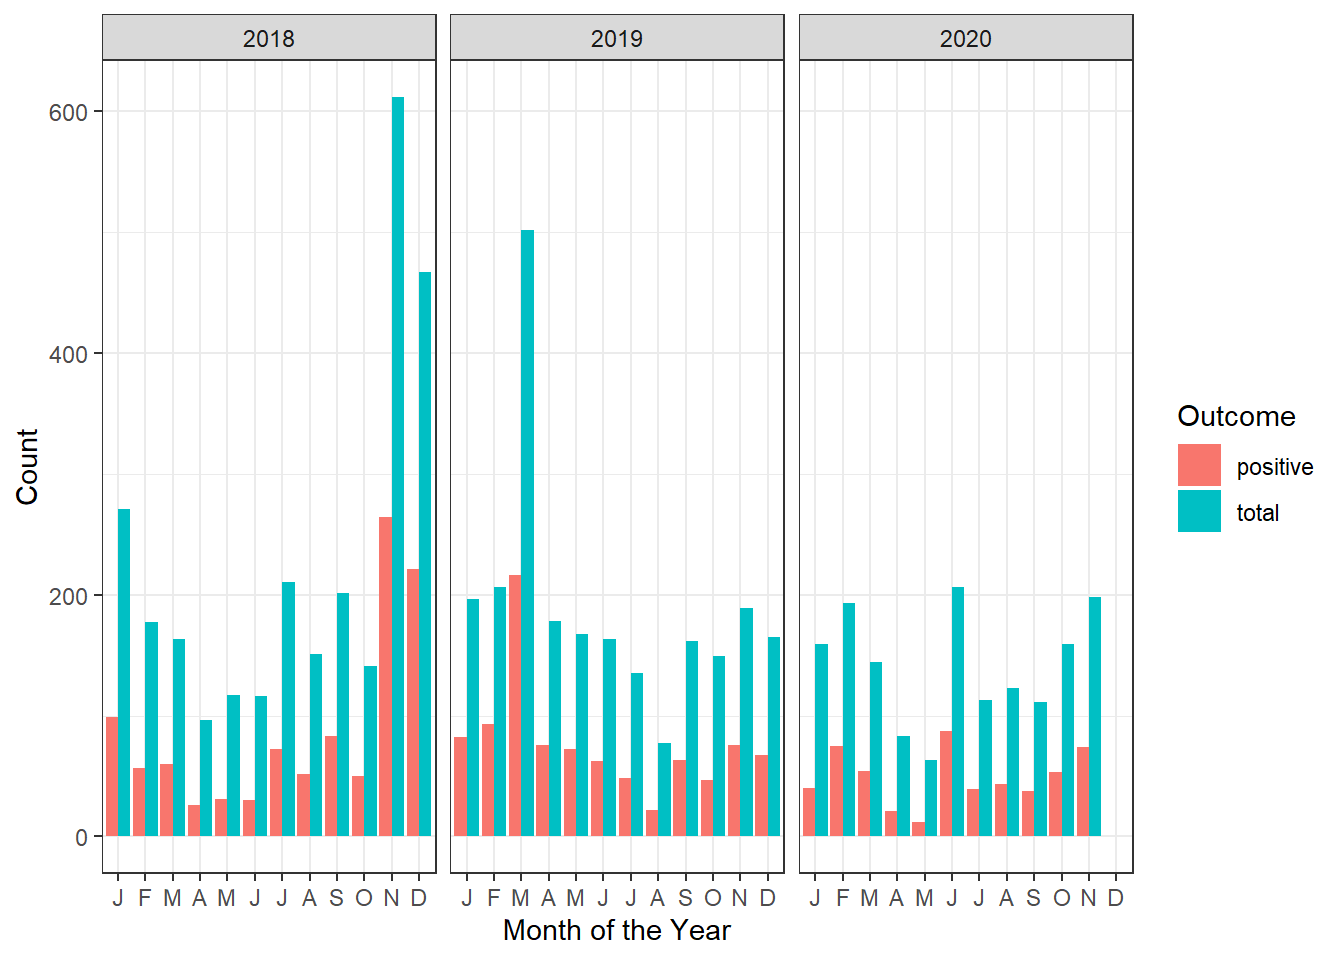 2018 2019 2020
600
400
200
0
Count
J F M A M J J A S O N D J F M A M J J A S O N D J F M A M J J A S O N D
Month of the Year
Outcome
positive
total